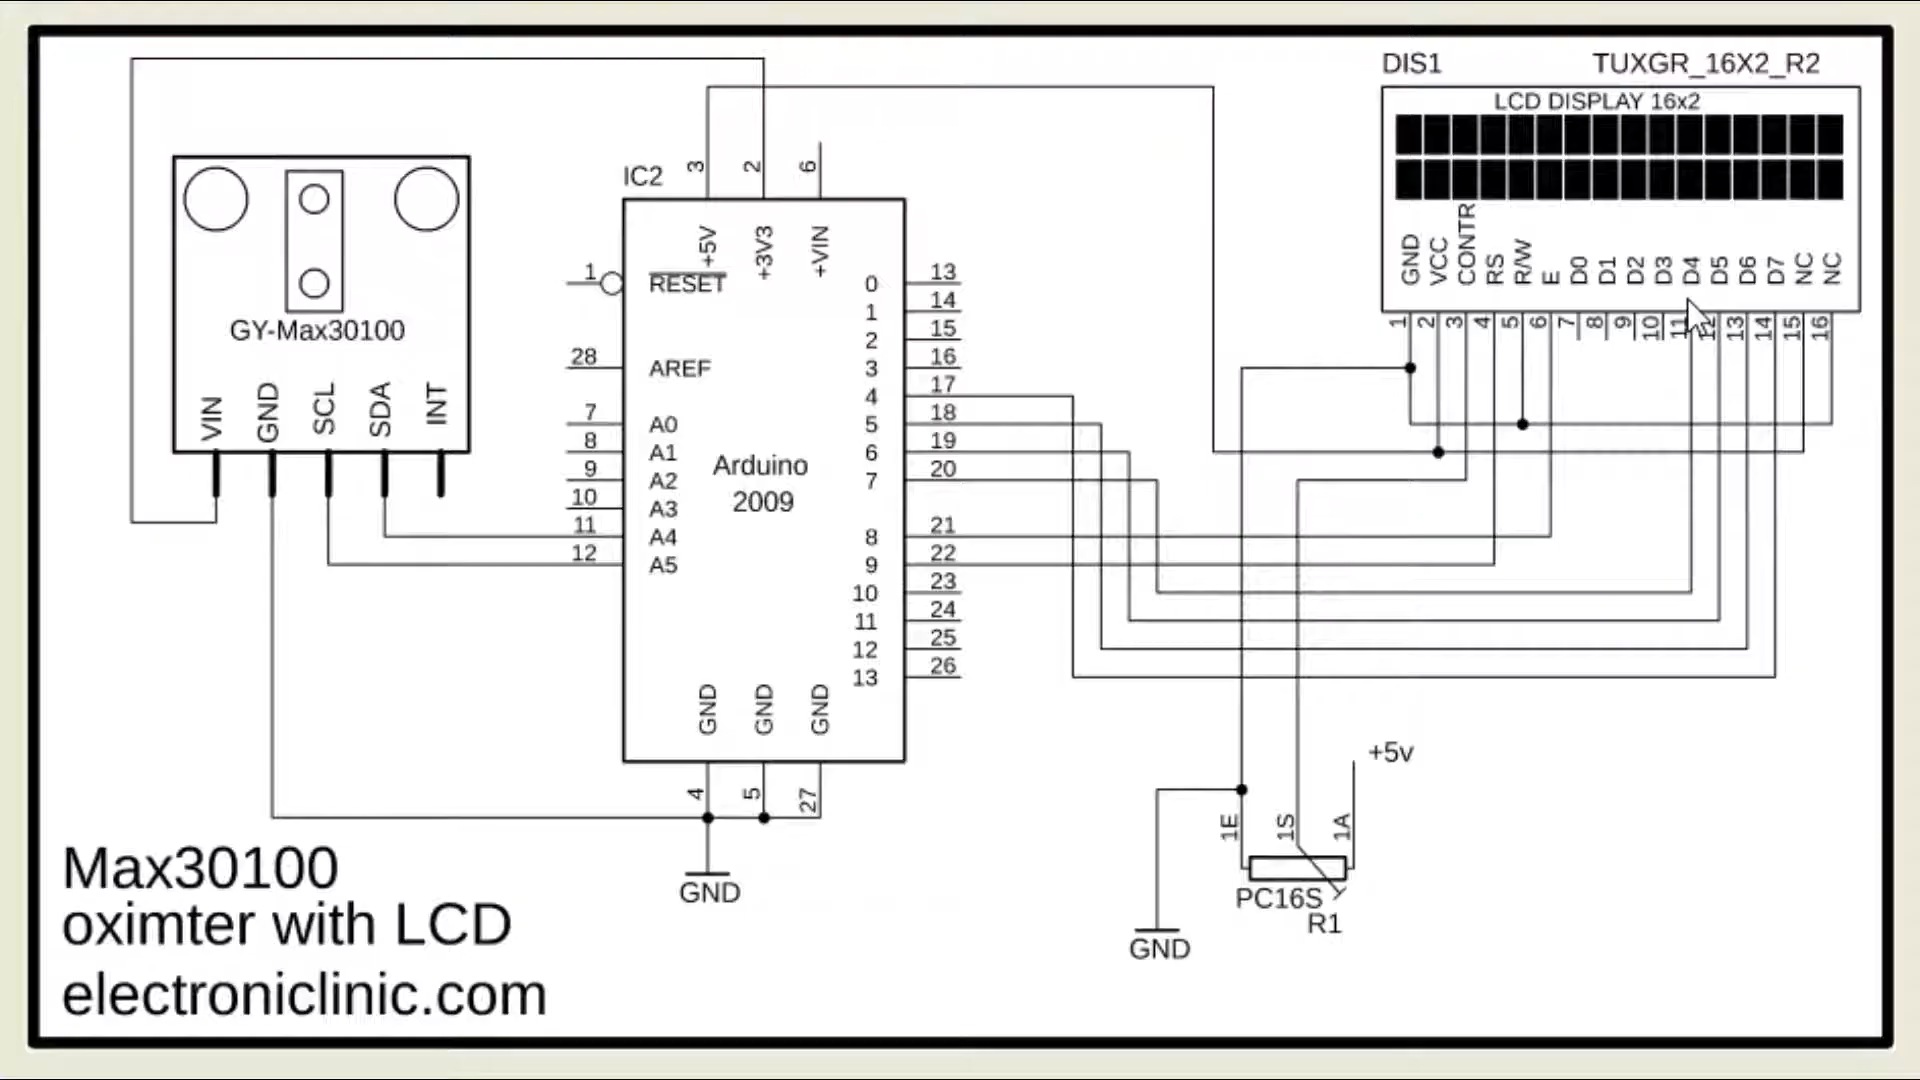 DIS1 TUXGR_16X2_R2
LCD DISPLAY 16x2
GND VCC CONTR RS R/W E D0 D1 D2 D3 D4 D5 D6 D7 NC NC
1 2 3 4 5 6 7 8 9 10 11 12 13 14 15 16
GY-Max30100
VIN GND SCL SDA INT
IC2
3 2 6
+5V +3V3 +VIN
1 RESET
28 AREF
7 A0
8 A1
9 A2
10 A3
11 A4
12 A5
Arduino
2009
0 13
1 14
2 15
3 16
4 17
5 18
6 19
7 20
8 21
9 22
10 23
11 24
12 25
13 26
GND GND GND
4 5 27
GND
+5v
1E 1S 1A
PC16S
R1
GND
Max30100
oximter with LCD
electroniclinic.com